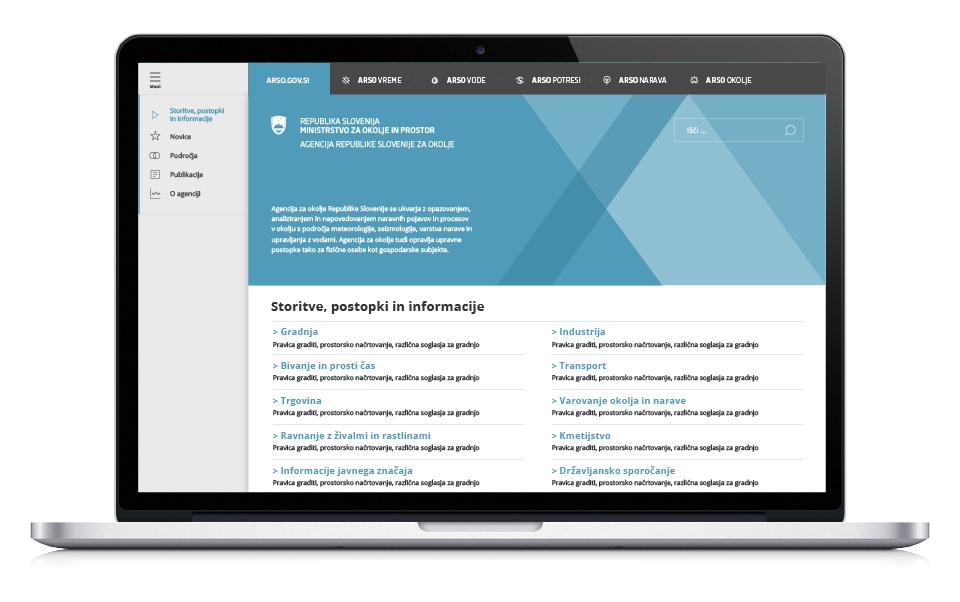 Meni
ARSO.GOV.SI
ARSO VREME
ARSO VODE
ARSO POTRESI
ARSO NARAVA
ARSO OKOLJE
Storitve, postopki
in informacije
Novice
Področja
Publikacije
O agenciji
REPUBLIKA SLOVENIJA
MINISTRSTVO ZA OKOLJE IN PROSTOR
AGENCIJA REPUBLIKE SLOVENIJE ZA OKOLJE
išči ...
Agencija za okolje Republike Slovenije se ukvarja z opazovanjem,
analiziranjem in napovedovanjem naravnih pojavov in procesov
v okolju s področja meteorologije, seizmologije, varstva narave in
upravljanja z vodami. Agencija za okolje tudi opravlja upravne
postopke tako za fizične osebe kot gospodarske subjekte.
Storitve, postopki in informacije
> Gradnja
Pravica graditi, prostorsko načrtovanje, različna soglasja za gradnjo
> Industrija
Pravica graditi, prostorsko načrtovanje, različna soglasja za gradnjo
> Bivanje in prosti čas
Pravica graditi, prostorsko načrtovanje, različna soglasja za gradnjo
> Transport
Pravica graditi, prostorsko načrtovanje, različna soglasja za gradnjo
> Trgovina
Pravica graditi, prostorsko načrtovanje, različna soglasja za gradnjo
> Varovanje okolja in narave
Pravica graditi, prostorsko načrtovanje, različna soglasja za gradnjo
> Ravnanje z živalmi in rastlinami
Pravica graditi, prostorsko načrtovanje, različna soglasja za gradnjo
> Kmetijstvo
Pravica graditi, prostorsko načrtovanje, različna soglasja za gradnjo
> Informacije javnega značaja
Pravica graditi, prostorsko načrtovanje, različna soglasja za gradnjo
> Državljansko sporočanje
Pravica graditi, prostorsko načrtovanje, različna soglasja za gradnjo